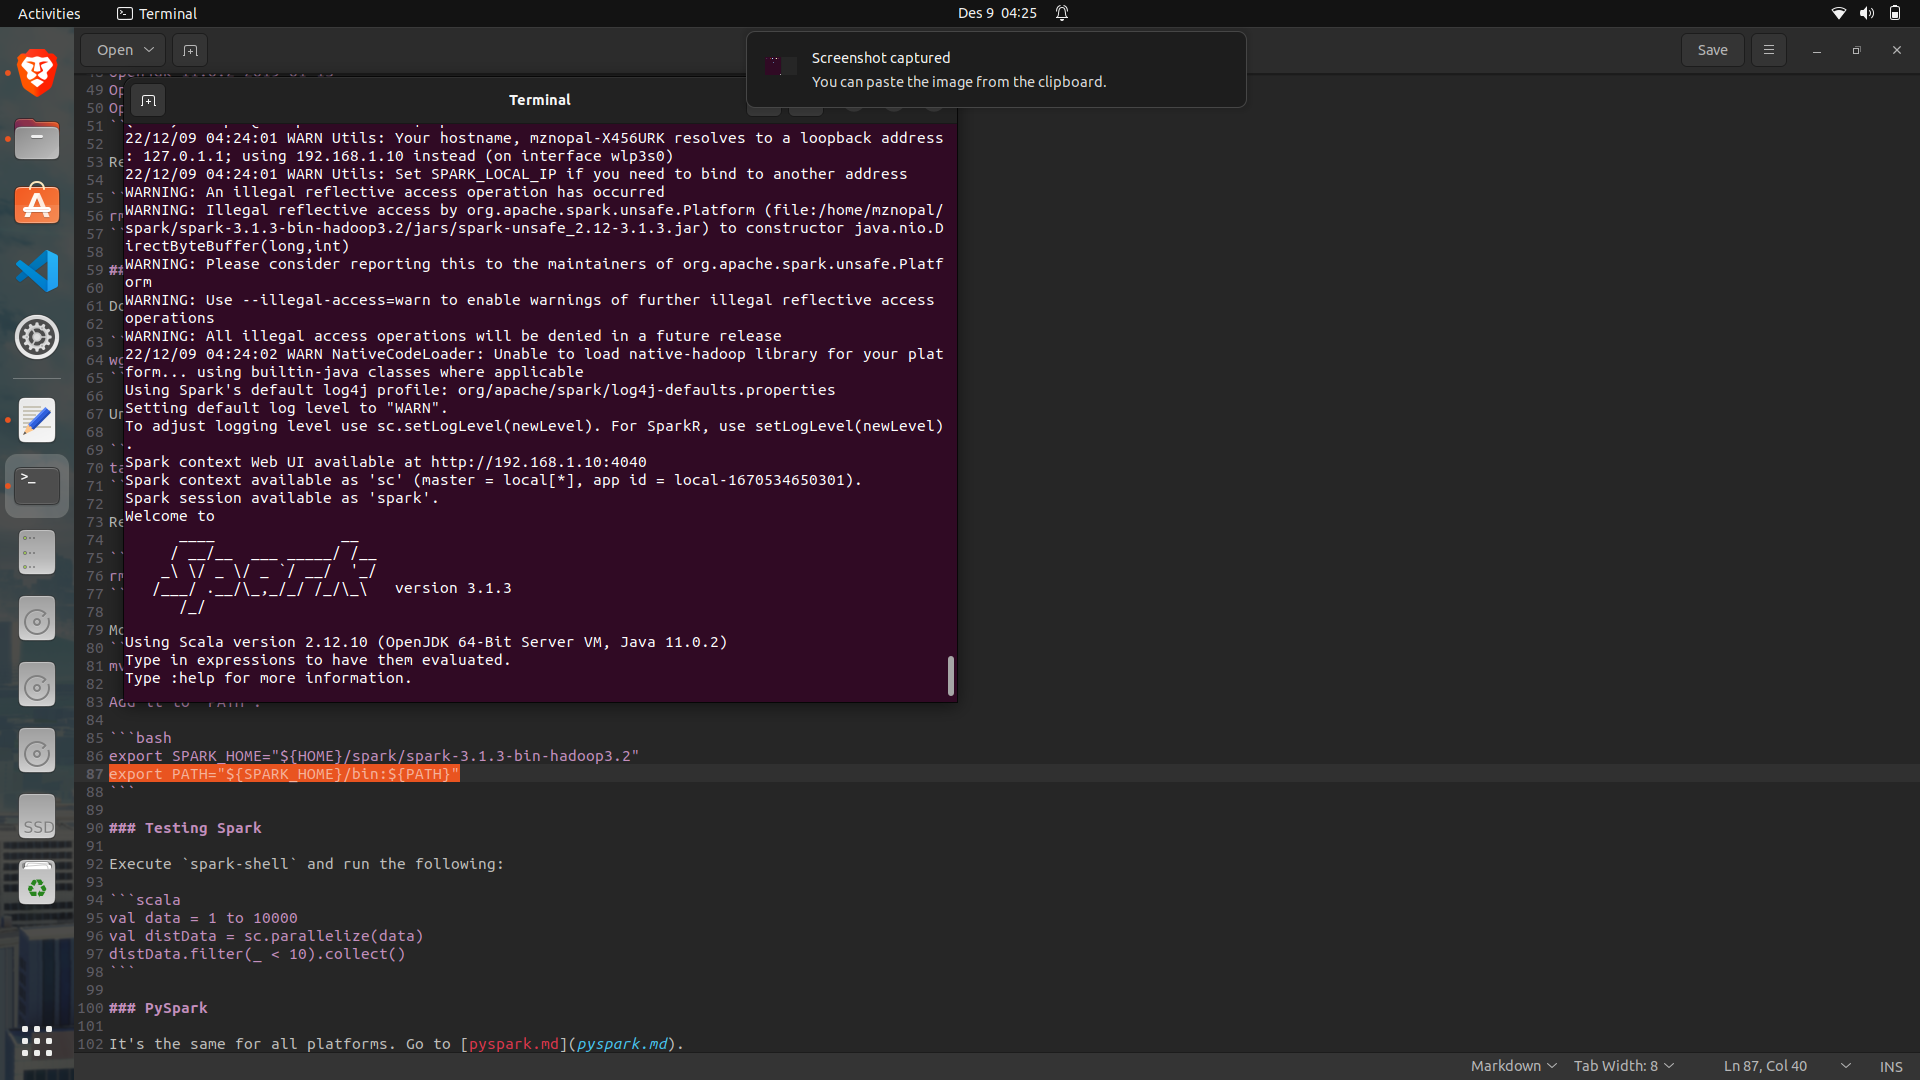 Activities
Terminal
Des 9 04:25
Open
Save
Screenshot captured
You can paste the image from the clipboard.
Terminal
22/12/09 04:24:01 WARN Utils: Your hostname, mznopal-X456URK resolves to a loopback address
: 127.0.1.1; using 192.168.1.10 instead (on interface wlp3s0)
22/12/09 04:24:01 WARN Utils: Set SPARK_LOCAL_IP if you need to bind to another address
WARNING: An illegal reflective access operation has occurred
WARNING: Illegal reflective access by org.apache.spark.unsafe.Platform (file:/home/mznopal/
spark/spark-3.1.3-bin-hadoop3.2/jars/spark-unsafe_2.12-3.1.3.jar) to constructor java.nio.D
irectByteBuffer(long,int)
WARNING: Please consider reporting this to the maintainers of org.apache.spark.unsafe.Platf
orm
WARNING: Use --illegal-access=warn to enable warnings of further illegal reflective access
operations
WARNING: All illegal access operations will be denied in a future release
22/12/09 04:24:02 WARN NativeCodeLoader: Unable to load native-hadoop library for your plat
form... using builtin-java classes where applicable
Using Spark's default log4j profile: org/apache/spark/log4j-defaults.properties
Setting default log level to "WARN".
To adjust logging level use sc.setLogLevel(newLevel). For SparkR, use setLogLevel(newLevel)
.
Spark context Web UI available at http://192.168.1.10:4040
Spark context available as 'sc' (master = local[*], app id = local-1670534650301).
Spark session available as 'spark'.
Welcome to
version 3.1.3
Using Scala version 2.12.10 (OpenJDK 64-Bit Server VM, Java 11.0.2)
Type in expressions to have them evaluated.
Type :help for more information.
49 Op
50 Op
51 ``
52
53 Re
54
55 ``
56 rm
57 ``
58
59 ##
60
61 Do
62
63 ``
64 wg
65 ``
66
67 Un
68
69 ``
70 ta
71 ``
72
73 Re
74
75 ``
76 rm
77 ``
78
79 Mo
80 ``
81 mv
82
83 Add it to `PATH`:
84
85 ```bash
86 export SPARK_HOME="${HOME}/spark/spark-3.1.3-bin-hadoop3.2"
87 export PATH="${SPARK_HOME}/bin:${PATH}"
88 ```
89
90 ### Testing Spark
91
92 Execute `spark-shell` and run the following:
93
94 ```scala
95 val data = 1 to 10000
96 val distData = sc.parallelize(data)
97 distData.filter(_ < 10).collect()
98 ```
99
100 ### PySpark
101
102 It's the same for all platforms. Go to [pyspark.md](pyspark.md).
SSD
Markdown
Tab Width: 8
Ln 87, Col 40
INS